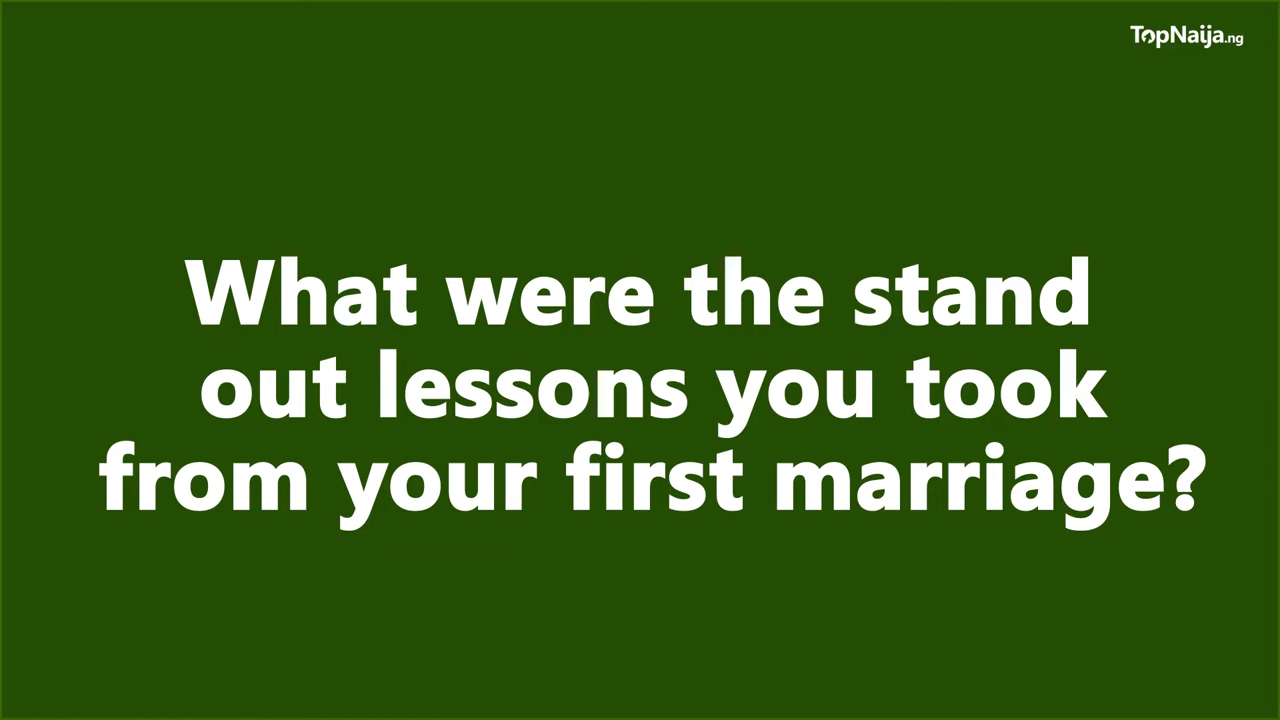 TopNaija.ng
What were the stand
out lessons you took
from your first marriage?